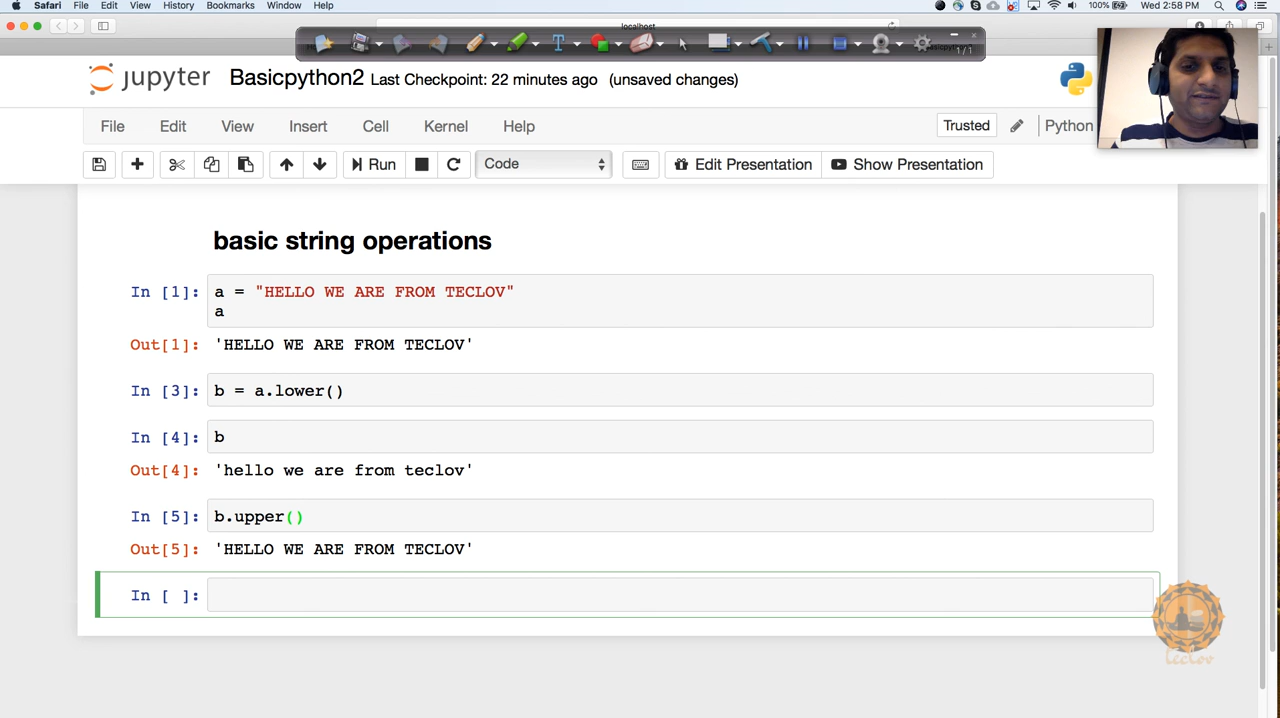 Safari File Edit View History Bookmarks Window Help 100% Wed 2:58 PM
localhost
1/1
jupyter Basicpython2 Last Checkpoint: 22 minutes ago (unsaved changes)
File Edit View Insert Cell Kernel Help Trusted Python
Run Code Edit Presentation Show Presentation
basic string operations
In [1]: a = "HELLO WE ARE FROM TECLOV"
a
Out[1]: 'HELLO WE ARE FROM TECLOV'
In [3]: b = a.lower()
In [4]: b
Out[4]: 'hello we are from teclov'
In [5]: b.upper()
Out[5]: 'HELLO WE ARE FROM TECLOV'
In [ ]:
teclov